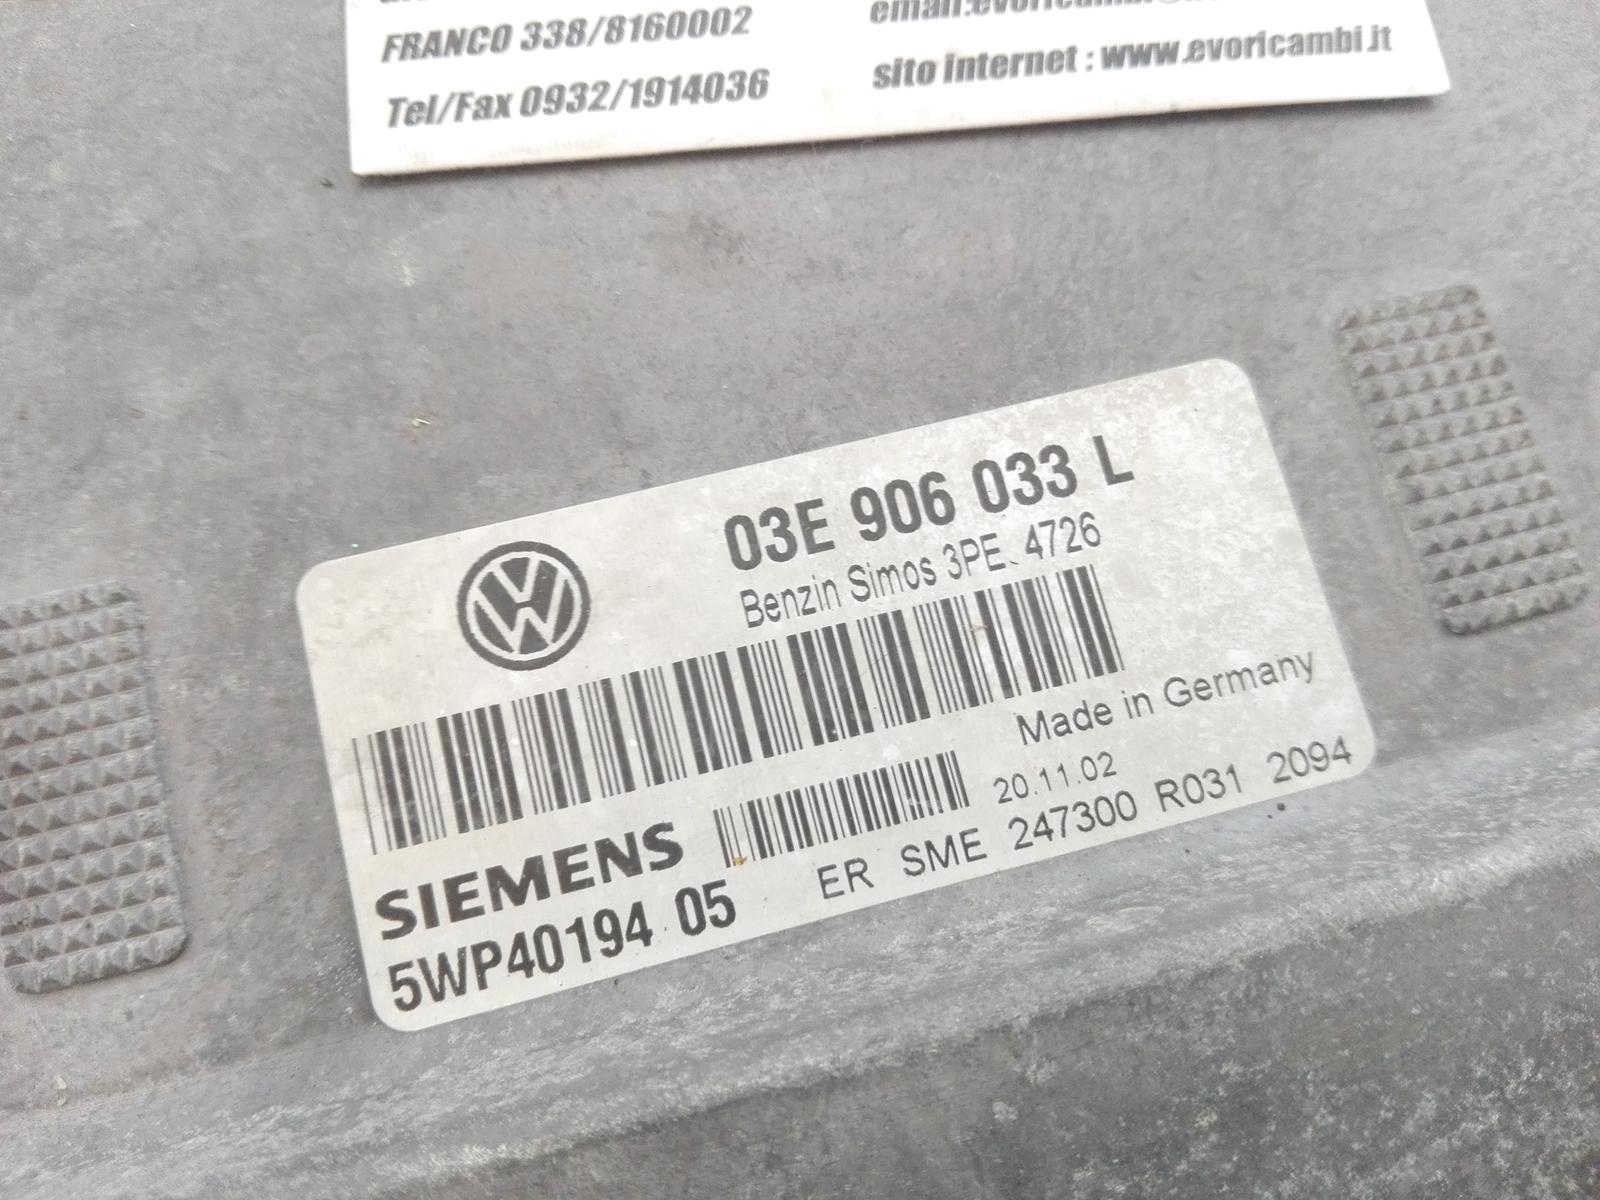 FRANCO 338/8160002
Tel/Fax 0932/1914036
sito internet : www.evoricambi.it
03E 906 033 L
Benzin Simos 3PE 4726
Made in Germany
20.11.02
SIEMENS
5WP40194 05
ER SME 247300 R031 2094